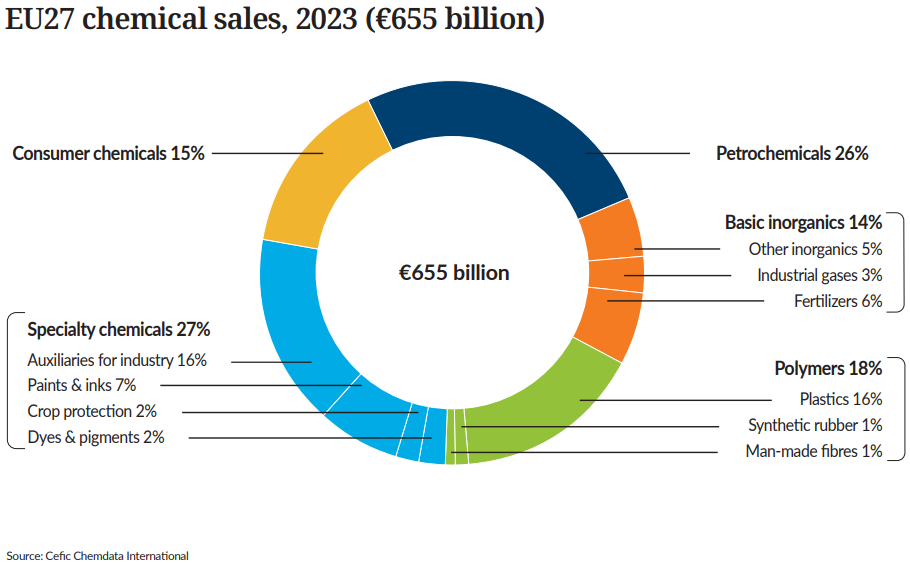 EU27 chemical sales, 2023 (€655 billion)
Consumer chemicals 15%
Petrochemicals 26%
Basic inorganics 14%
Other inorganics 5%
Industrial gases 3%
Fertilizers 6%
€655 billion
Specialty chemicals 27%
Auxiliaries for industry 16%
Paints & inks 7%
Crop protection 2%
Dyes & pigments 2%
Polymers 18%
Plastics 16%
Synthetic rubber 1%
Man-made fibres 1%
Source: Cefic Chemdata International